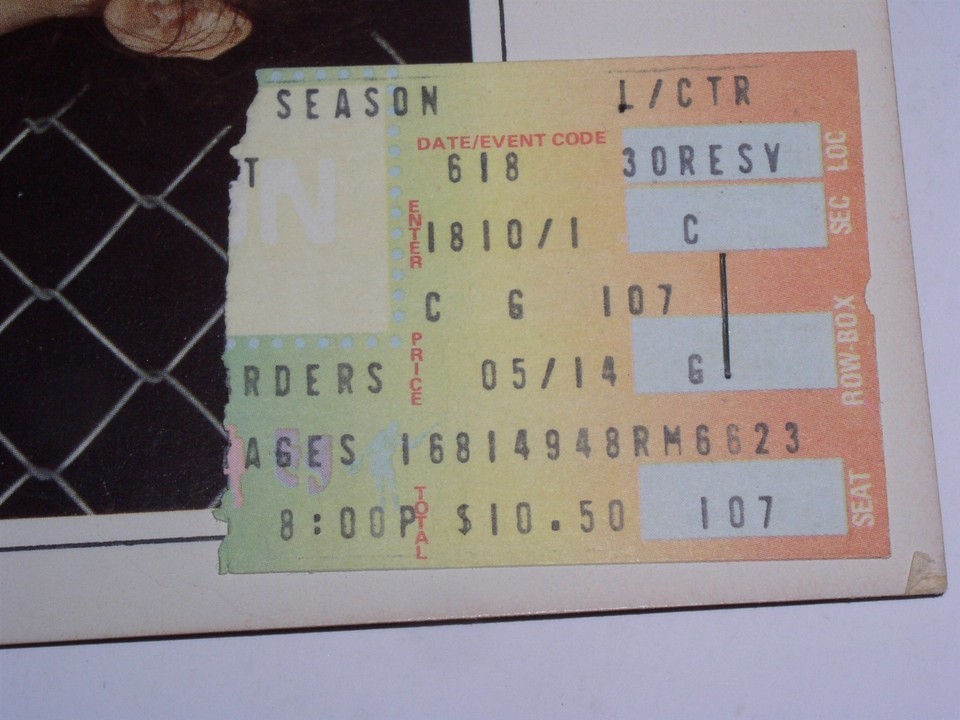 SEASON L/CTR
DATE/EVENT CODE
T 618 30RESV LOC
IN
ENTER 1810/1 C SEC
C G 107
PRICE
RDERS 05/14 G ROW-BOX
AGES 16814948RM6623
8:00P TOTAL $10.50 107 SEAT